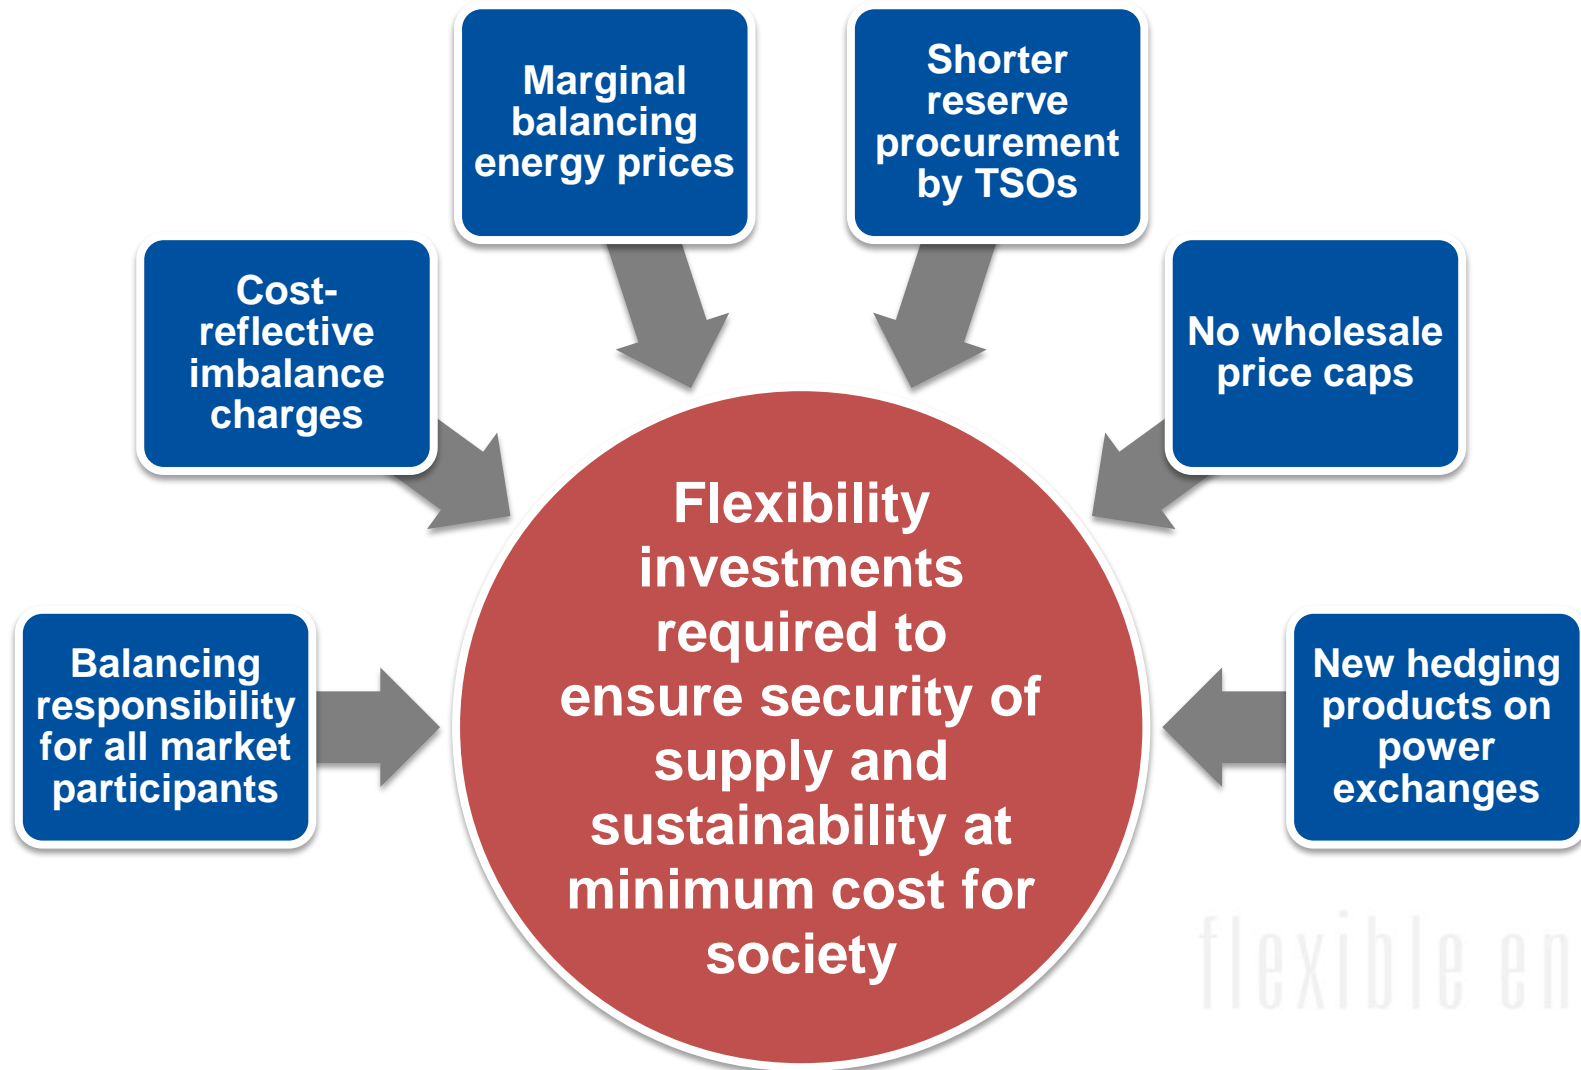 Marginal
balancing
energy prices
Shorter
reserve
procurement
by TSOs
Cost-
reflective
imbalance
charges
No wholesale
price caps
Balancing
responsibility
for all market
participants
Flexibility
investments
required to
ensure security of
supply and
sustainability at
minimum cost for
society
New hedging
products on
power
exchanges
flexible en